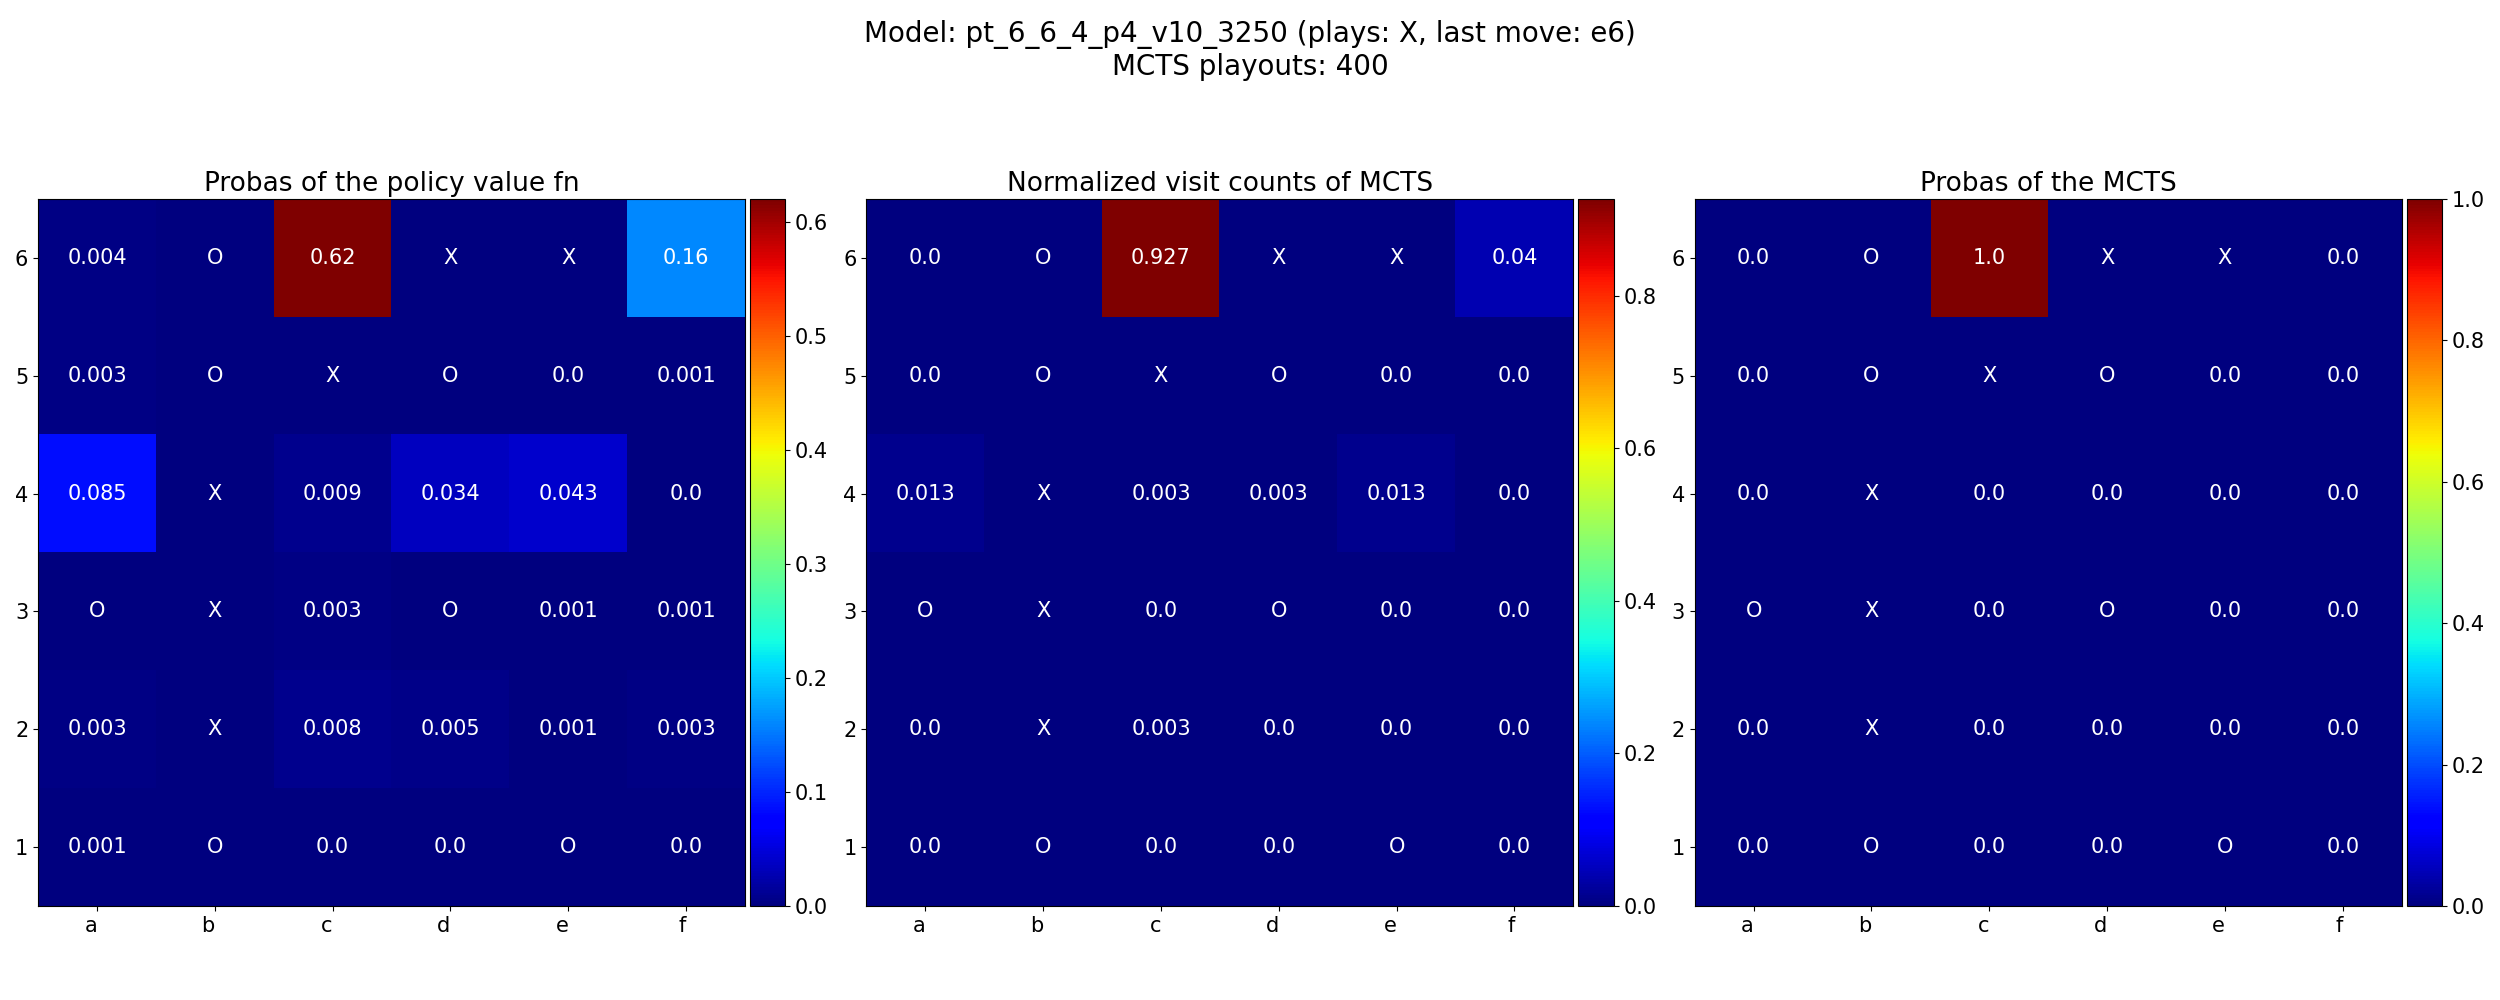 Model: pt_6_6_4_p4_v10_3250 (plays: X, last move: e6)
MCTS playouts: 400
Probas of the policy value fn
6 0.004 O 0.62 X X 0.16
5 0.003 O X O 0.0 0.001
4 0.085 X 0.009 0.034 0.043 0.0
3 O X 0.003 O 0.001 0.001
2 0.003 X 0.008 0.005 0.001 0.003
1 0.001 O 0.0 0.0 O 0.0
a b c d e f
0.6
0.5
0.4
0.3
0.2
0.1
0.0
Normalized visit counts of MCTS
6 0.0 O 0.927 X X 0.04
5 0.0 O X O 0.0 0.0
4 0.013 X 0.003 0.003 0.013 0.0
3 O X 0.0 O 0.0 0.0
2 0.0 X 0.003 0.0 0.0 0.0
1 0.0 O 0.0 0.0 O 0.0
a b c d e f
0.8
0.6
0.4
0.2
0.0
Probas of the MCTS
6 0.0 O 1.0 X X 0.0
5 0.0 O X O 0.0 0.0
4 0.0 X 0.0 0.0 0.0 0.0
3 O X 0.0 O 0.0 0.0
2 0.0 X 0.0 0.0 0.0 0.0
1 0.0 O 0.0 0.0 O 0.0
a b c d e f
1.0
0.8
0.6
0.4
0.2
0.0